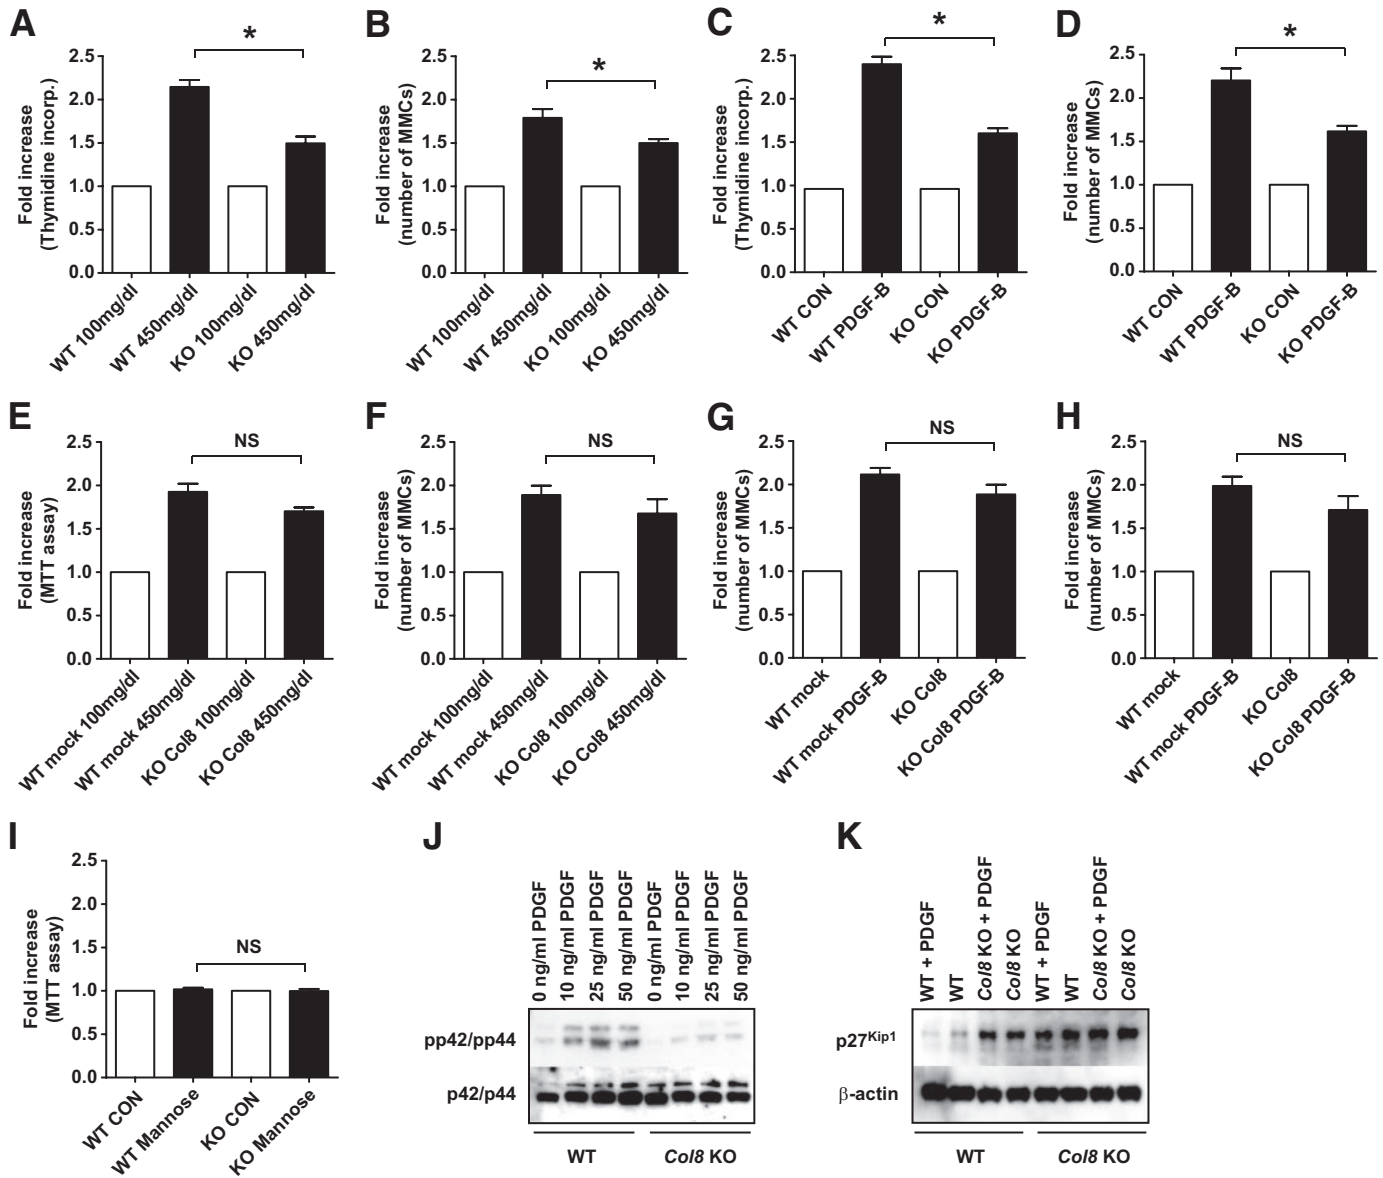 A
Fold increase
(Thymidine incorp.)
2.5
2.0
1.5
1.0
0.5
0.0
*
WT 100mg/dl
WT 450mg/dl
KO 100mg/dl
KO 450mg/dl
B
Fold increase
(number of MMCs)
2.5
2.0
1.5
1.0
0.5
0.0
*
WT 100mg/dl
WT 450mg/dl
KO 100mg/dl
KO 450mg/dl
C
Fold increase
(Thymidine incorp.)
2.5
2.0
1.5
1.0
0.5
0.0
*
WT CON
WT PDGF-B
KO CON
KO PDGF-B
D
Fold increase
(number of MMCs)
2.5
2.0
1.5
1.0
0.5
0.0
*
WT CON
WT PDGF-B
KO CON
KO PDGF-B
E
Fold increase
(MTT assay)
2.5
2.0
1.5
1.0
0.5
0.0
NS
WT mock 100mg/dl
WT mock 450mg/dl
KO Col8 100mg/dl
KO Col8 450mg/dl
F
Fold increase
(number of MMCs)
2.5
2.0
1.5
1.0
0.5
0.0
NS
WT mock 100mg/dl
WT mock 450mg/dl
KO Col8 100mg/dl
KO Col8 450mg/dl
G
Fold increase
(number of MMCs)
2.5
2.0
1.5
1.0
0.5
0.0
NS
WT mock
WT mock PDGF-B
KO Col8
KO Col8 PDGF-B
H
Fold increase
(number of MMCs)
2.5
2.0
1.5
1.0
0.5
0.0
NS
WT mock
WT mock PDGF-B
KO Col8
KO Col8 PDGF-B
I
Fold increase
(MTT assay)
2.5
2.0
1.5
1.0
0.5
0.0
NS
WT CON
WT Mannose
KO CON
KO Mannose
J
0 ng/ml PDGF
10 ng/ml PDGF
25 ng/ml PDGF
50 ng/ml PDGF
0 ng/ml PDGF
10 ng/ml PDGF
25 ng/ml PDGF
50 ng/ml PDGF
pp42/pp44
p42/p44
WT
Col8 KO
K
WT + PDGF
WT
Col8 KO + PDGF
Col8 KO
WT + PDGF
WT
Col8 KO + PDGF
Col8 KO
p27Kip1
β-actin
WT
Col8 KO